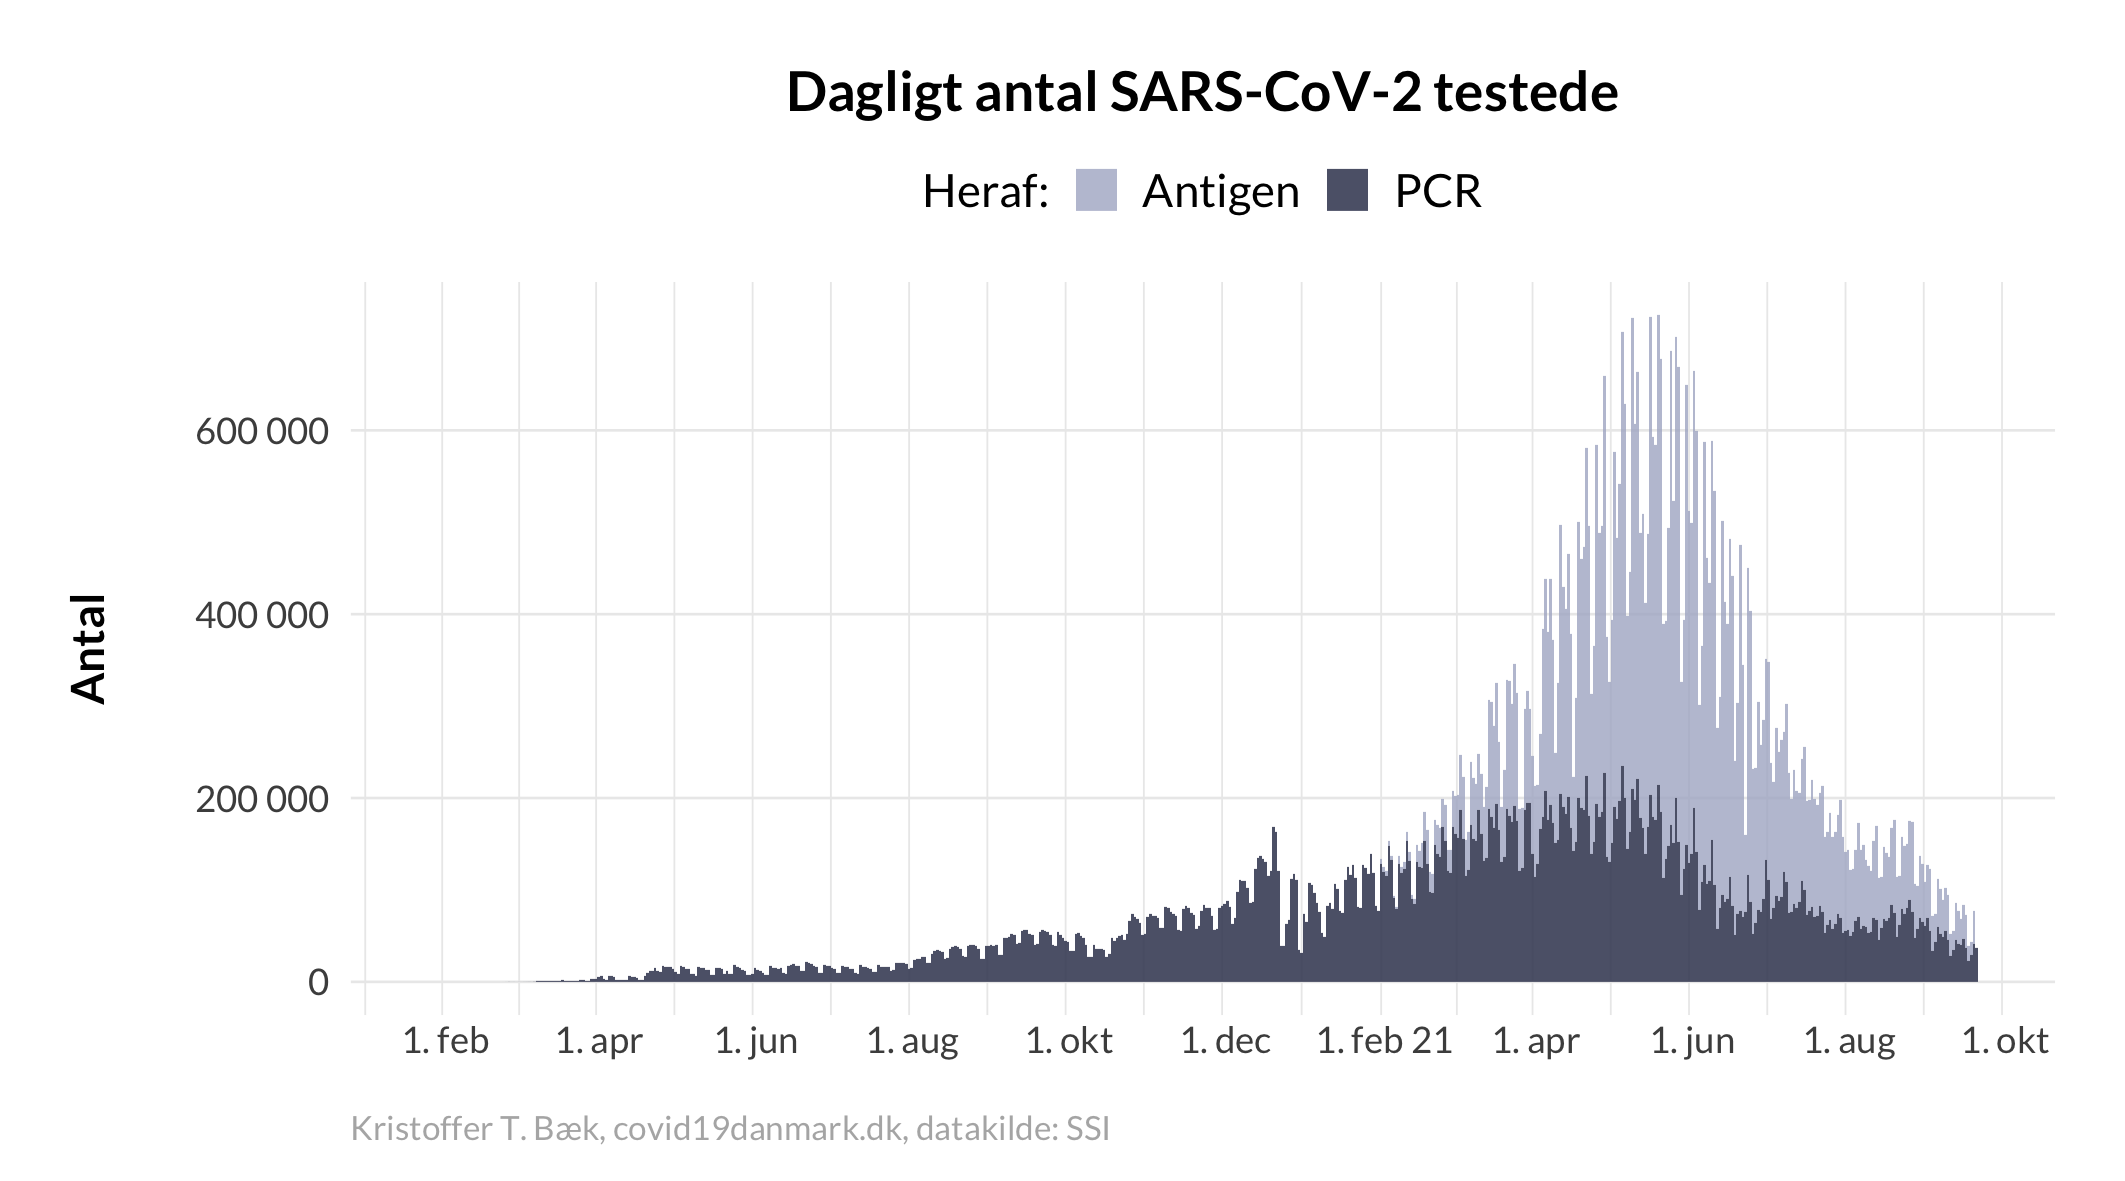 Dagligt antal SARS-CoV-2 testede
Heraf: Antigen PCR
Antal
600 000
400 000
200 000
0
1. feb 1. apr 1. jun 1. aug 1. okt 1. dec 1. feb 21 1. apr 1. jun 1. aug 1. okt
Kristoffer T. Bæk, covid19danmark.dk, datakilde: SSI